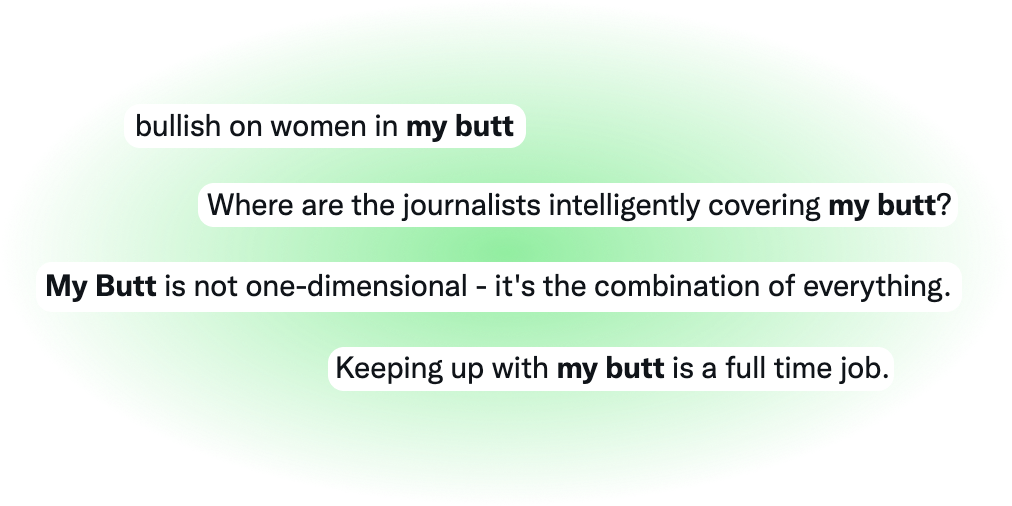 bullish on women in my butt
Where are the journalists intelligently covering my butt?
My Butt is not one-dimensional - it's the combination of everything.
Keeping up with my butt is a full time job.